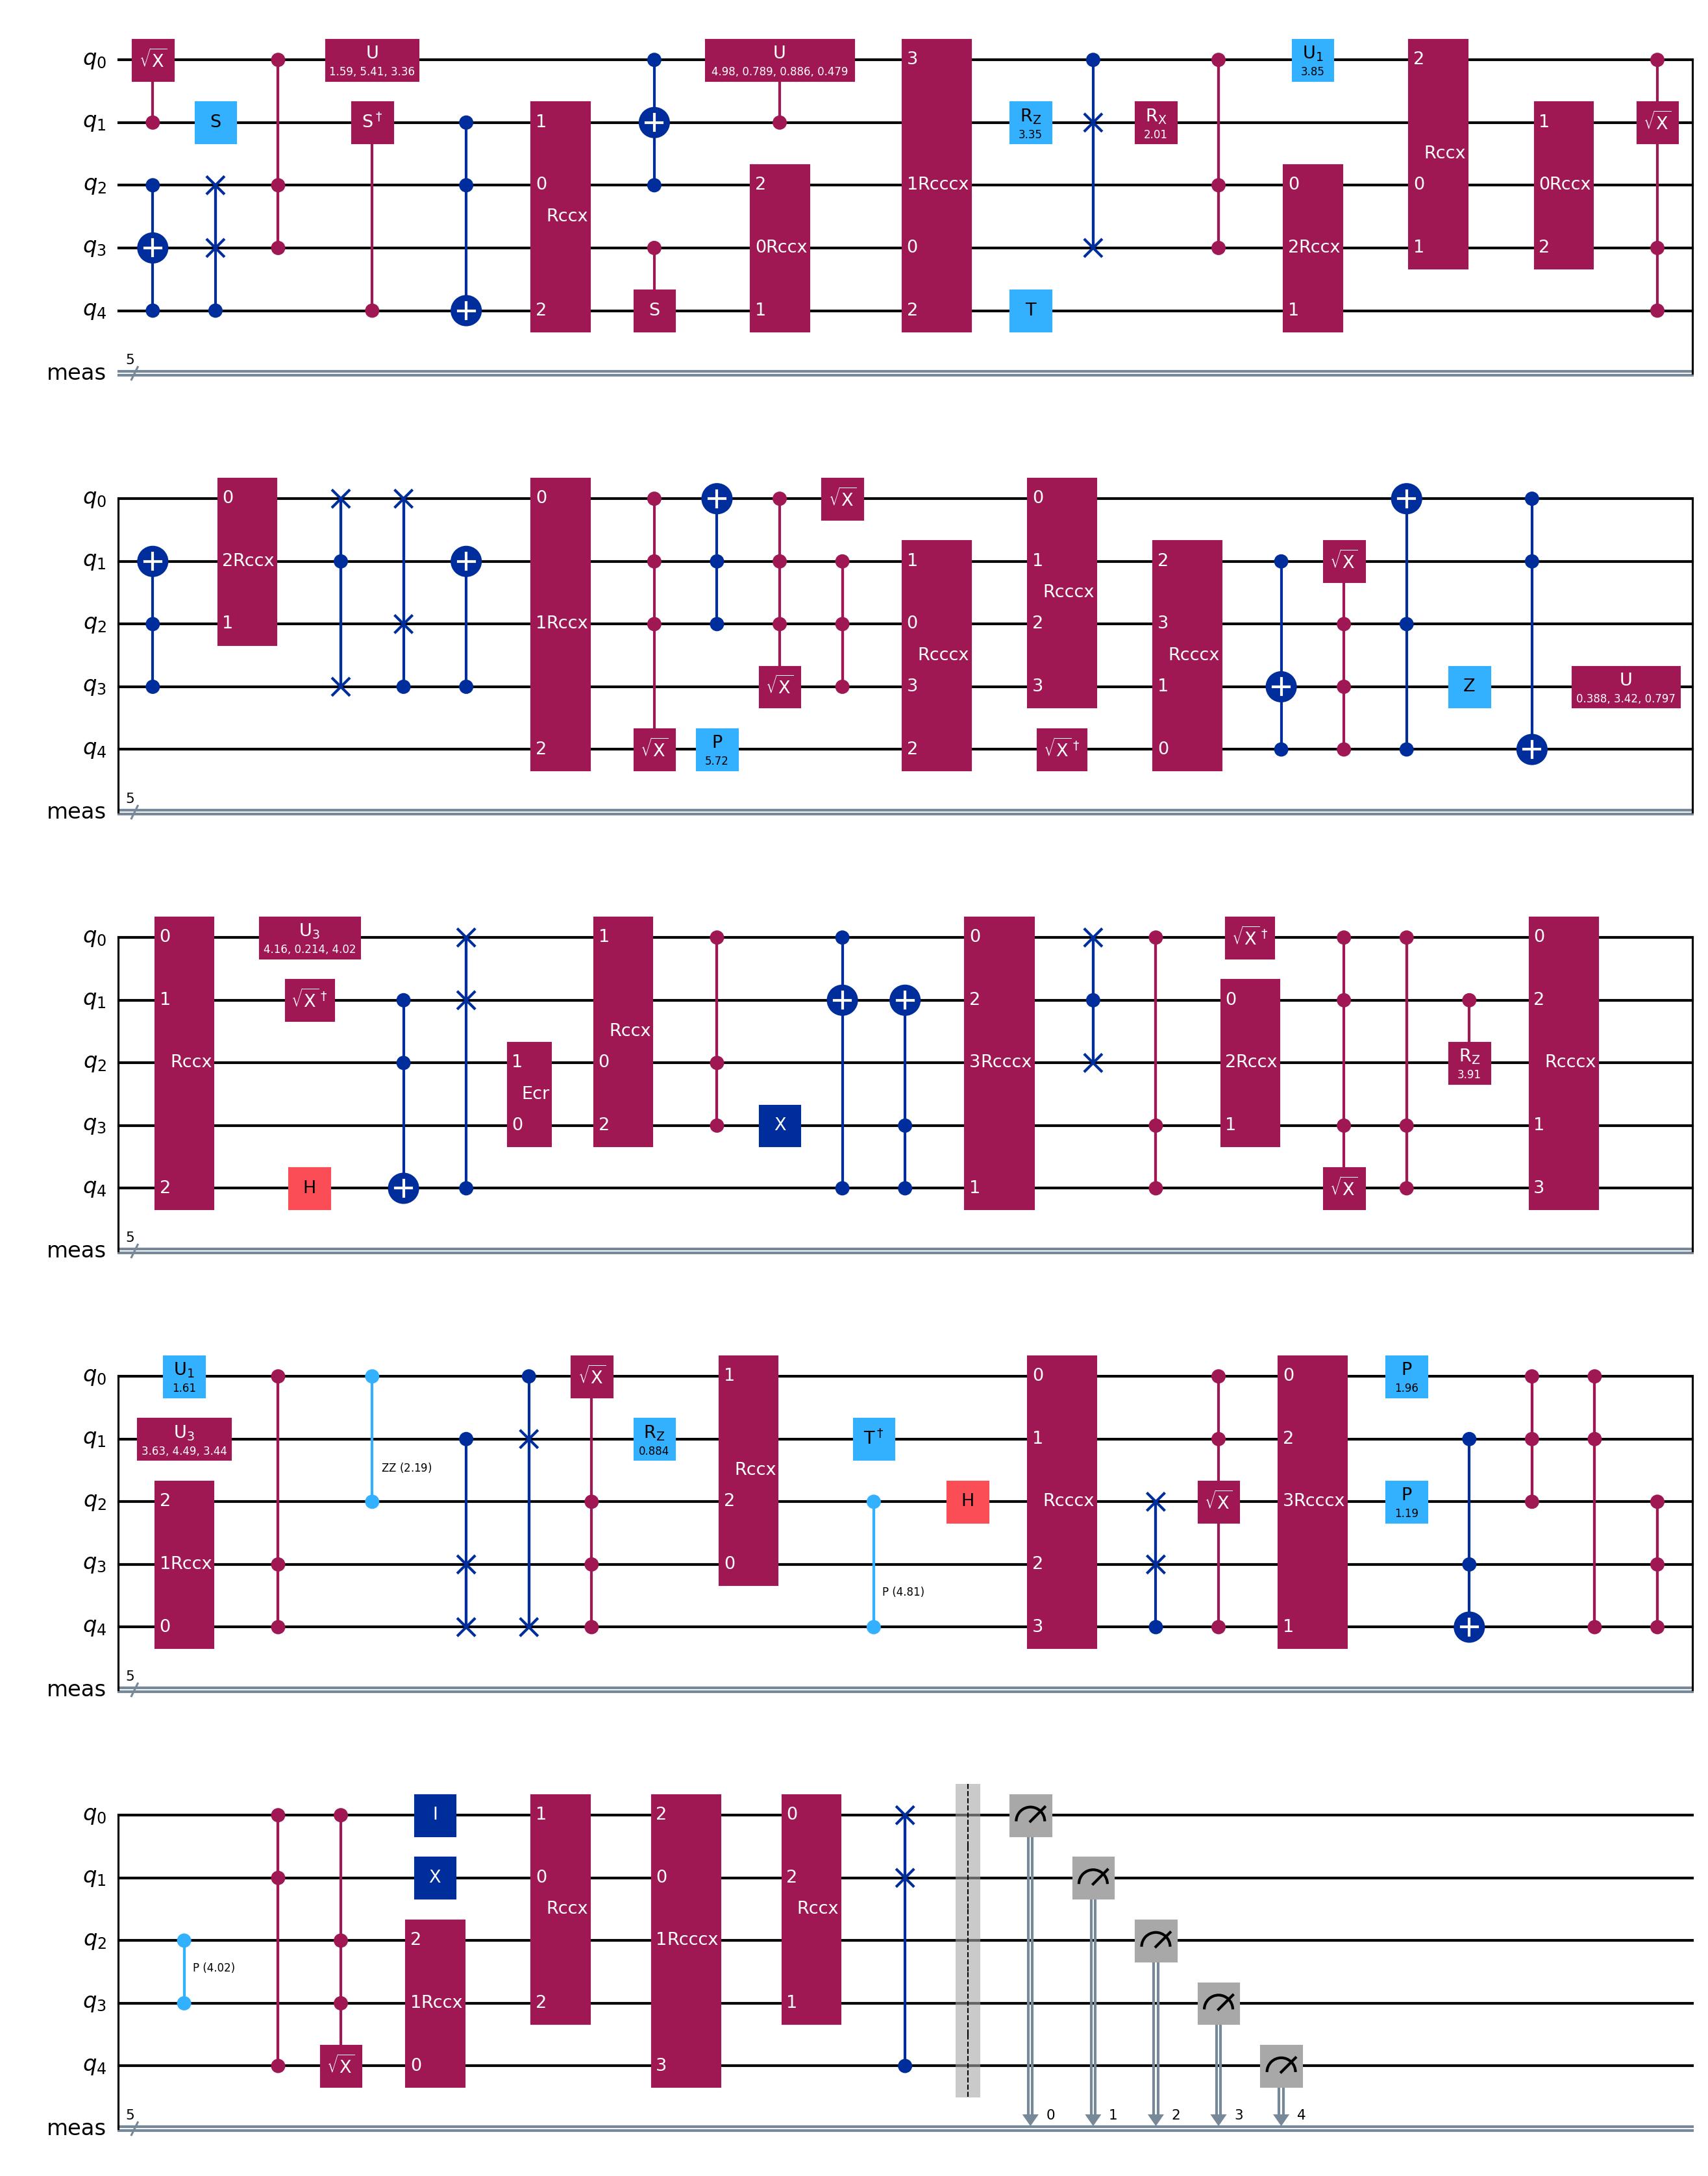 q0 √X U 1.59, 5.41, 3.36 U 4.98, 0.789, 0.886, 0.479 3 U1 3.85 2
q1 S S† 1 RZ 3.35 RX 2.01 1 √X
Rccx
q2 0 2 1Rcccx 0 0 0Rccx
Rccx
q3 0Rccx 0 2Rccx 1 2
q4 2 S 1 2 T 1
meas 5
q0 0 0 √X 0
q1 2Rccx 1 1 2 √X
Rcccx
q2 1 1Rccx 0 2 3
Rcccx Rcccx
q3 √X 3 3 1 Z U 0.388, 3.42, 0.797
q4 2 √X P 5.72 2 √X† 0
meas 5
q0 0 U3 4.16, 0.214, 4.02 1 0 √X† 0
q1 1 √X† 2 0 2
Rccx
q2 Rccx 1 0 3Rcccx 2Rccx RZ 3.91 Rcccx
Ecr
q3 0 2 X 1 1
q4 2 H 1 √X 3
meas 5
q0 U1 1.61 √X 1 0 0 P 1.96
q1 U3 3.63, 4.49, 3.44 RZ 0.884 T† 1 2
ZZ (2.19) Rccx
q2 2 2 H Rcccx √X 3Rcccx P 1.19
q3 1Rccx 0 2
P (4.81)
q4 0 3 1
meas 5
q0 I 1 2 0
q1 X 0 0 2
Rccx Rccx
q2 2 1Rcccx
P (4.02)
q3 1Rccx 2 1
q4 √X 0 3
meas 5 0 1 2 3 4